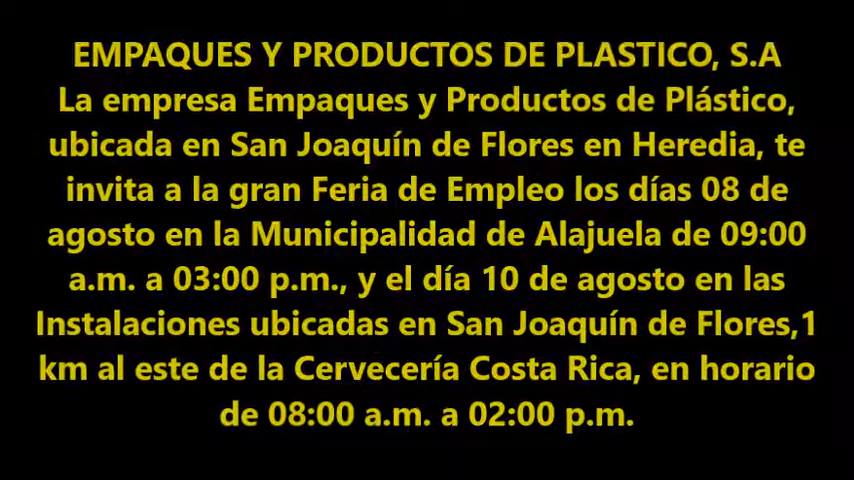 EMPAQUES Y PRODUCTOS DE PLASTICO, S.A
La empresa Empaques y Productos de Plástico,
ubicada en San Joaquín de Flores en Heredia, te
invita a la gran Feria de Empleo los días 08 de
agosto en la Municipalidad de Alajuela de 09:00
a.m. a 03:00 p.m., y el día 10 de agosto en las
Instalaciones ubicadas en San Joaquín de Flores,1
km al este de la Cervecería Costa Rica, en horario
de 08:00 a.m. a 02:00 p.m.